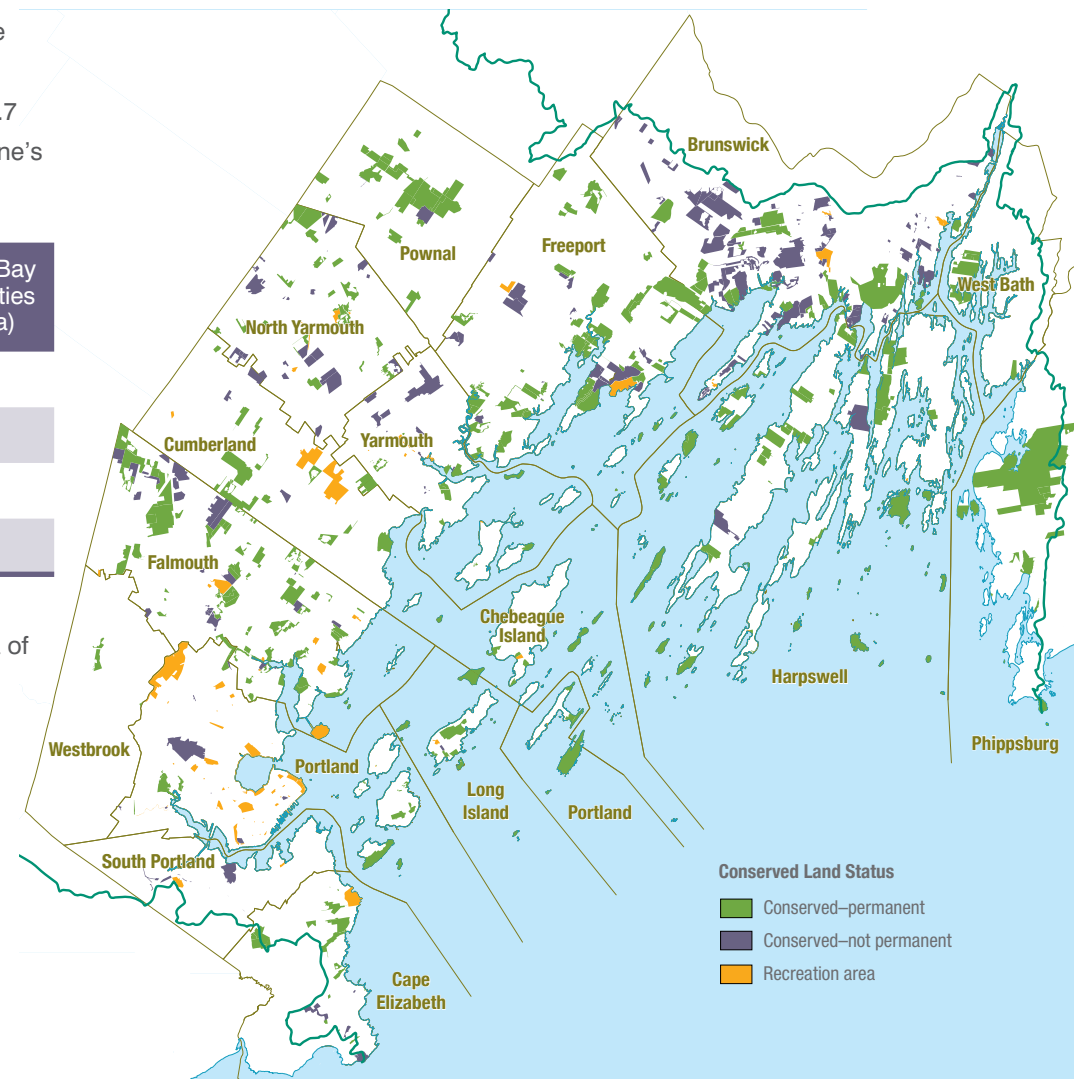 e
.7
ne's
Bay
ties
a)
of
Brunswick
Pownal
Freeport
West Bath
North Yarmouth
Cumberland
Yarmouth
Falmouth
Chebeague
Island
Harpswell
Westbrook
Portland
Phippsburg
Long
Island
Portland
South Portland
Cape
Elizabeth
Conserved Land Status
Conserved–permanent
Conserved–not permanent
Recreation area